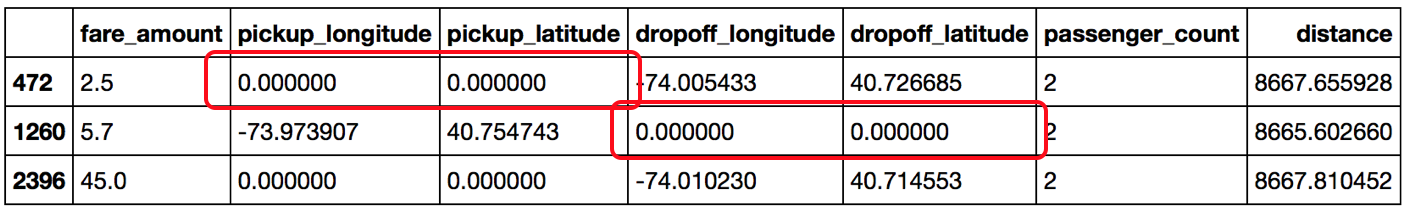 fare_amount pickup_longitude pickup_latitude dropoff_longitude dropoff_latitude passenger_count distance
472 2.5 0.000000 0.000000 -74.005433 40.726685 2 8667.655928
1260 5.7 -73.973907 40.754743 0.000000 0.000000 2 8665.602660
2396 45.0 0.000000 0.000000 -74.010230 40.714553 2 8667.810452